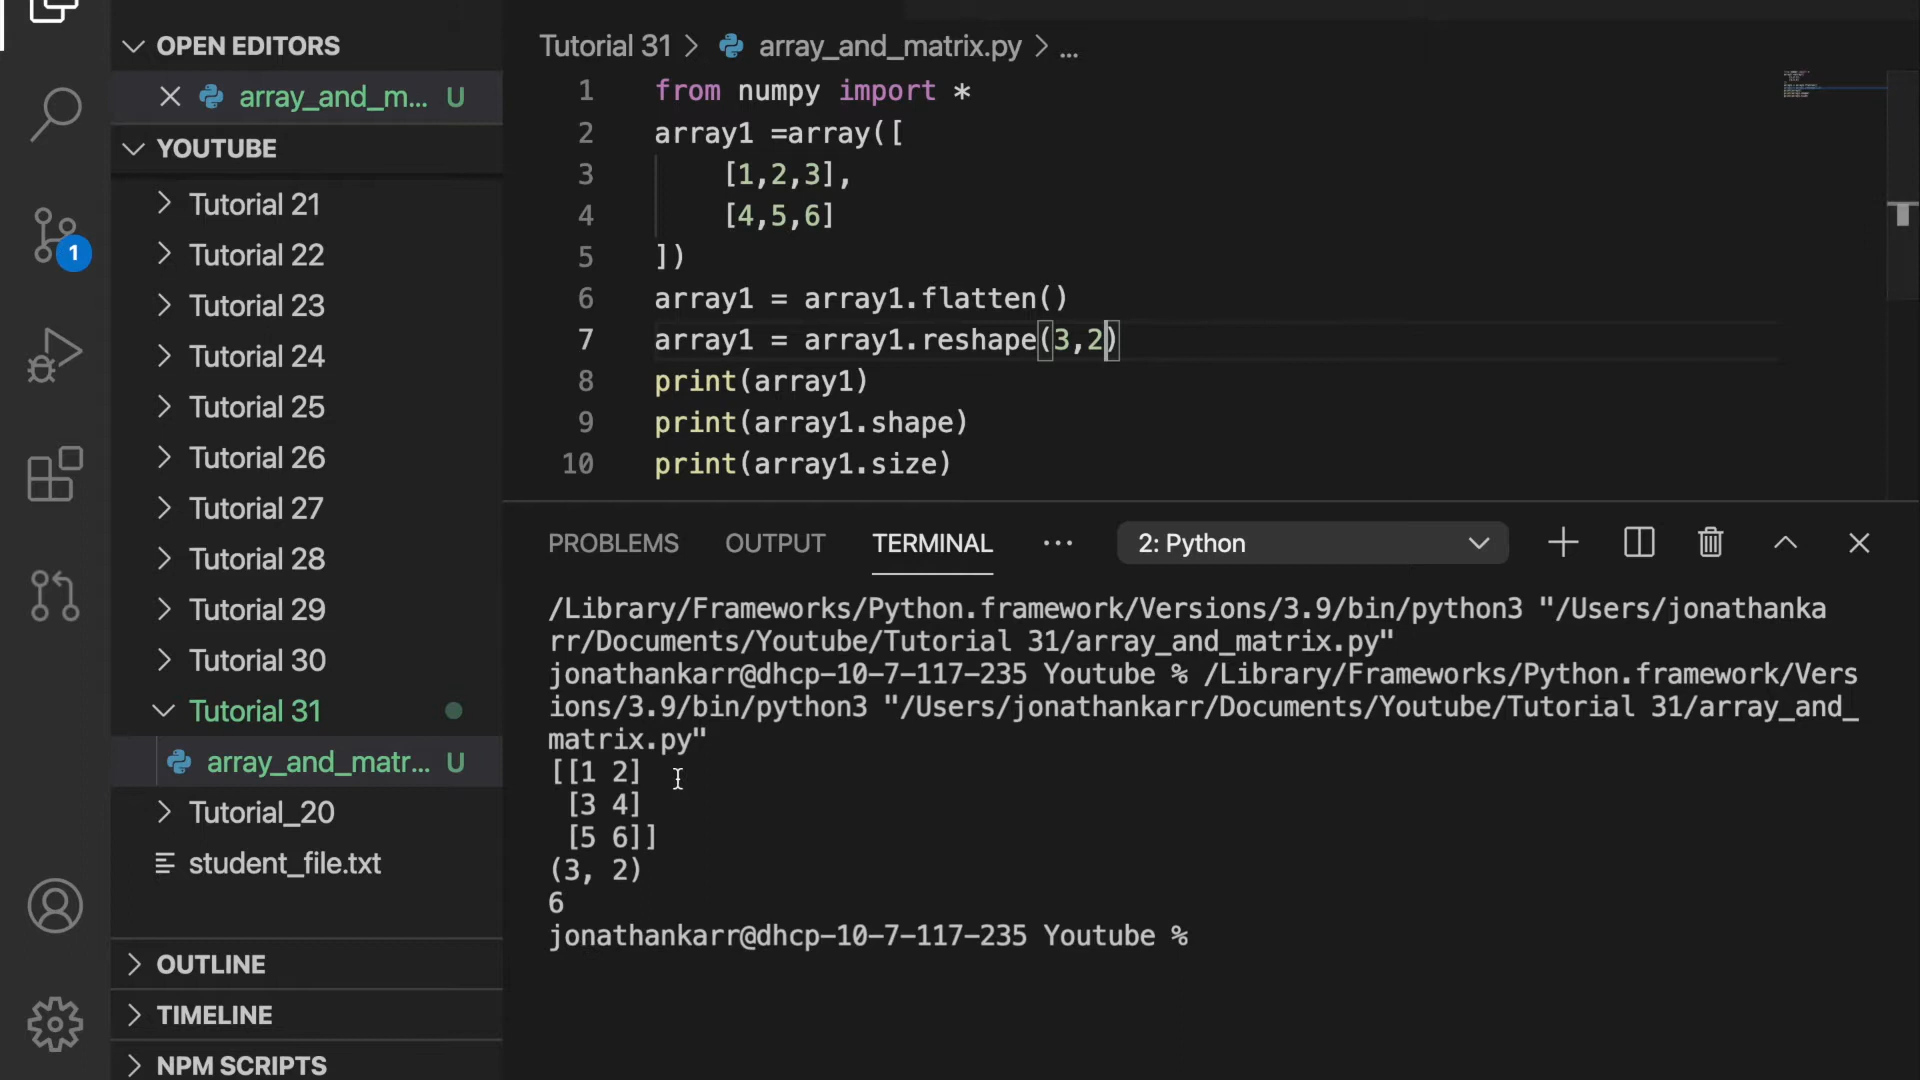 OPEN EDITORS
array_and_m... U
YOUTUBE
Tutorial 21
Tutorial 22
Tutorial 23
Tutorial 24
Tutorial 25
Tutorial 26
Tutorial 27
Tutorial 28
Tutorial 29
Tutorial 30
Tutorial 31
array_and_matr... U
Tutorial_20
student_file.txt
OUTLINE
TIMELINE
NPM SCRIPTS
1
Tutorial 31 > array_and_matrix.py > ...
1 from numpy import *
2 array1 =array([
3 [1,2,3],
4 [4,5,6]
5 ])
6 array1 = array1.flatten()
7 array1 = array1.reshape(3,2)
8 print(array1)
9 print(array1.shape)
10 print(array1.size)
PROBLEMS OUTPUT TERMINAL ... 2: Python
/Library/Frameworks/Python.framework/Versions/3.9/bin/python3 "/Users/jonathanka
rr/Documents/Youtube/Tutorial 31/array_and_matrix.py"
jonathankarr@dhcp-10-7-117-235 Youtube % /Library/Frameworks/Python.framework/Vers
ions/3.9/bin/python3 "/Users/jonathankarr/Documents/Youtube/Tutorial 31/array_and_
matrix.py"
[[1 2]
[3 4]
[5 6]]
(3, 2)
6
jonathankarr@dhcp-10-7-117-235 Youtube %